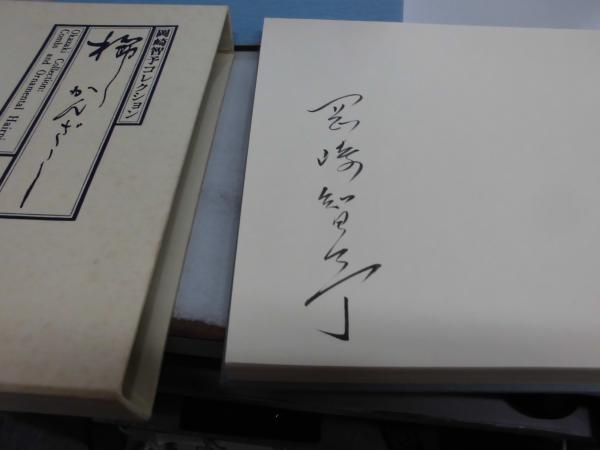 岡崎智予コレクション
櫛・かんざし
Okazaki Collection:
Combs and Ornamental Hairpi
岡崎智予